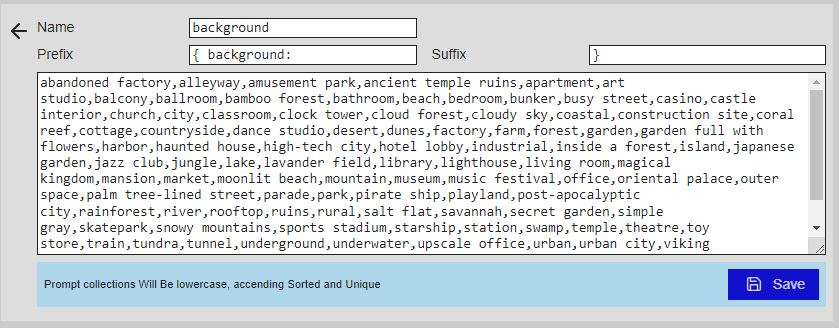 Name background
Prefix { background: Suffix }
abandoned factory,alleyway,amusement park,ancient temple ruins,apartment,art
studio,balcony,ballroom,bamboo forest,bathroom,beach,bedroom,bunker,busy street,casino,castle
interior,church,city,classroom,clock tower,cloud forest,cloudy sky,coastal,construction site,coral
reef,cottage,countryside,dance studio,desert,dunes,factory,farm,forest,garden,garden full with
flowers,harbor,haunted house,high-tech city,hotel lobby,industrial,inside a forest,island,japanese
garden,jazz club,jungle,lake,lavander field,library,lighthouse,living room,magical
kingdom,mansion,market,moonlit beach,mountain,museum,music festival,office,oriental palace,outer
space,palm tree-lined street,parade,park,pirate ship,playland,post-apocalyptic
city,rainforest,river,rooftop,ruins,rural,salt flat,savannah,secret garden,simple
gray,skatepark,snowy mountains,sports stadium,starship,station,swamp,temple,theatre,toy
store,train,tundra,tunnel,underground,underwater,upscale office,urban,urban city,viking
Prompt collections Will Be lowercase, accending Sorted and Unique
Save